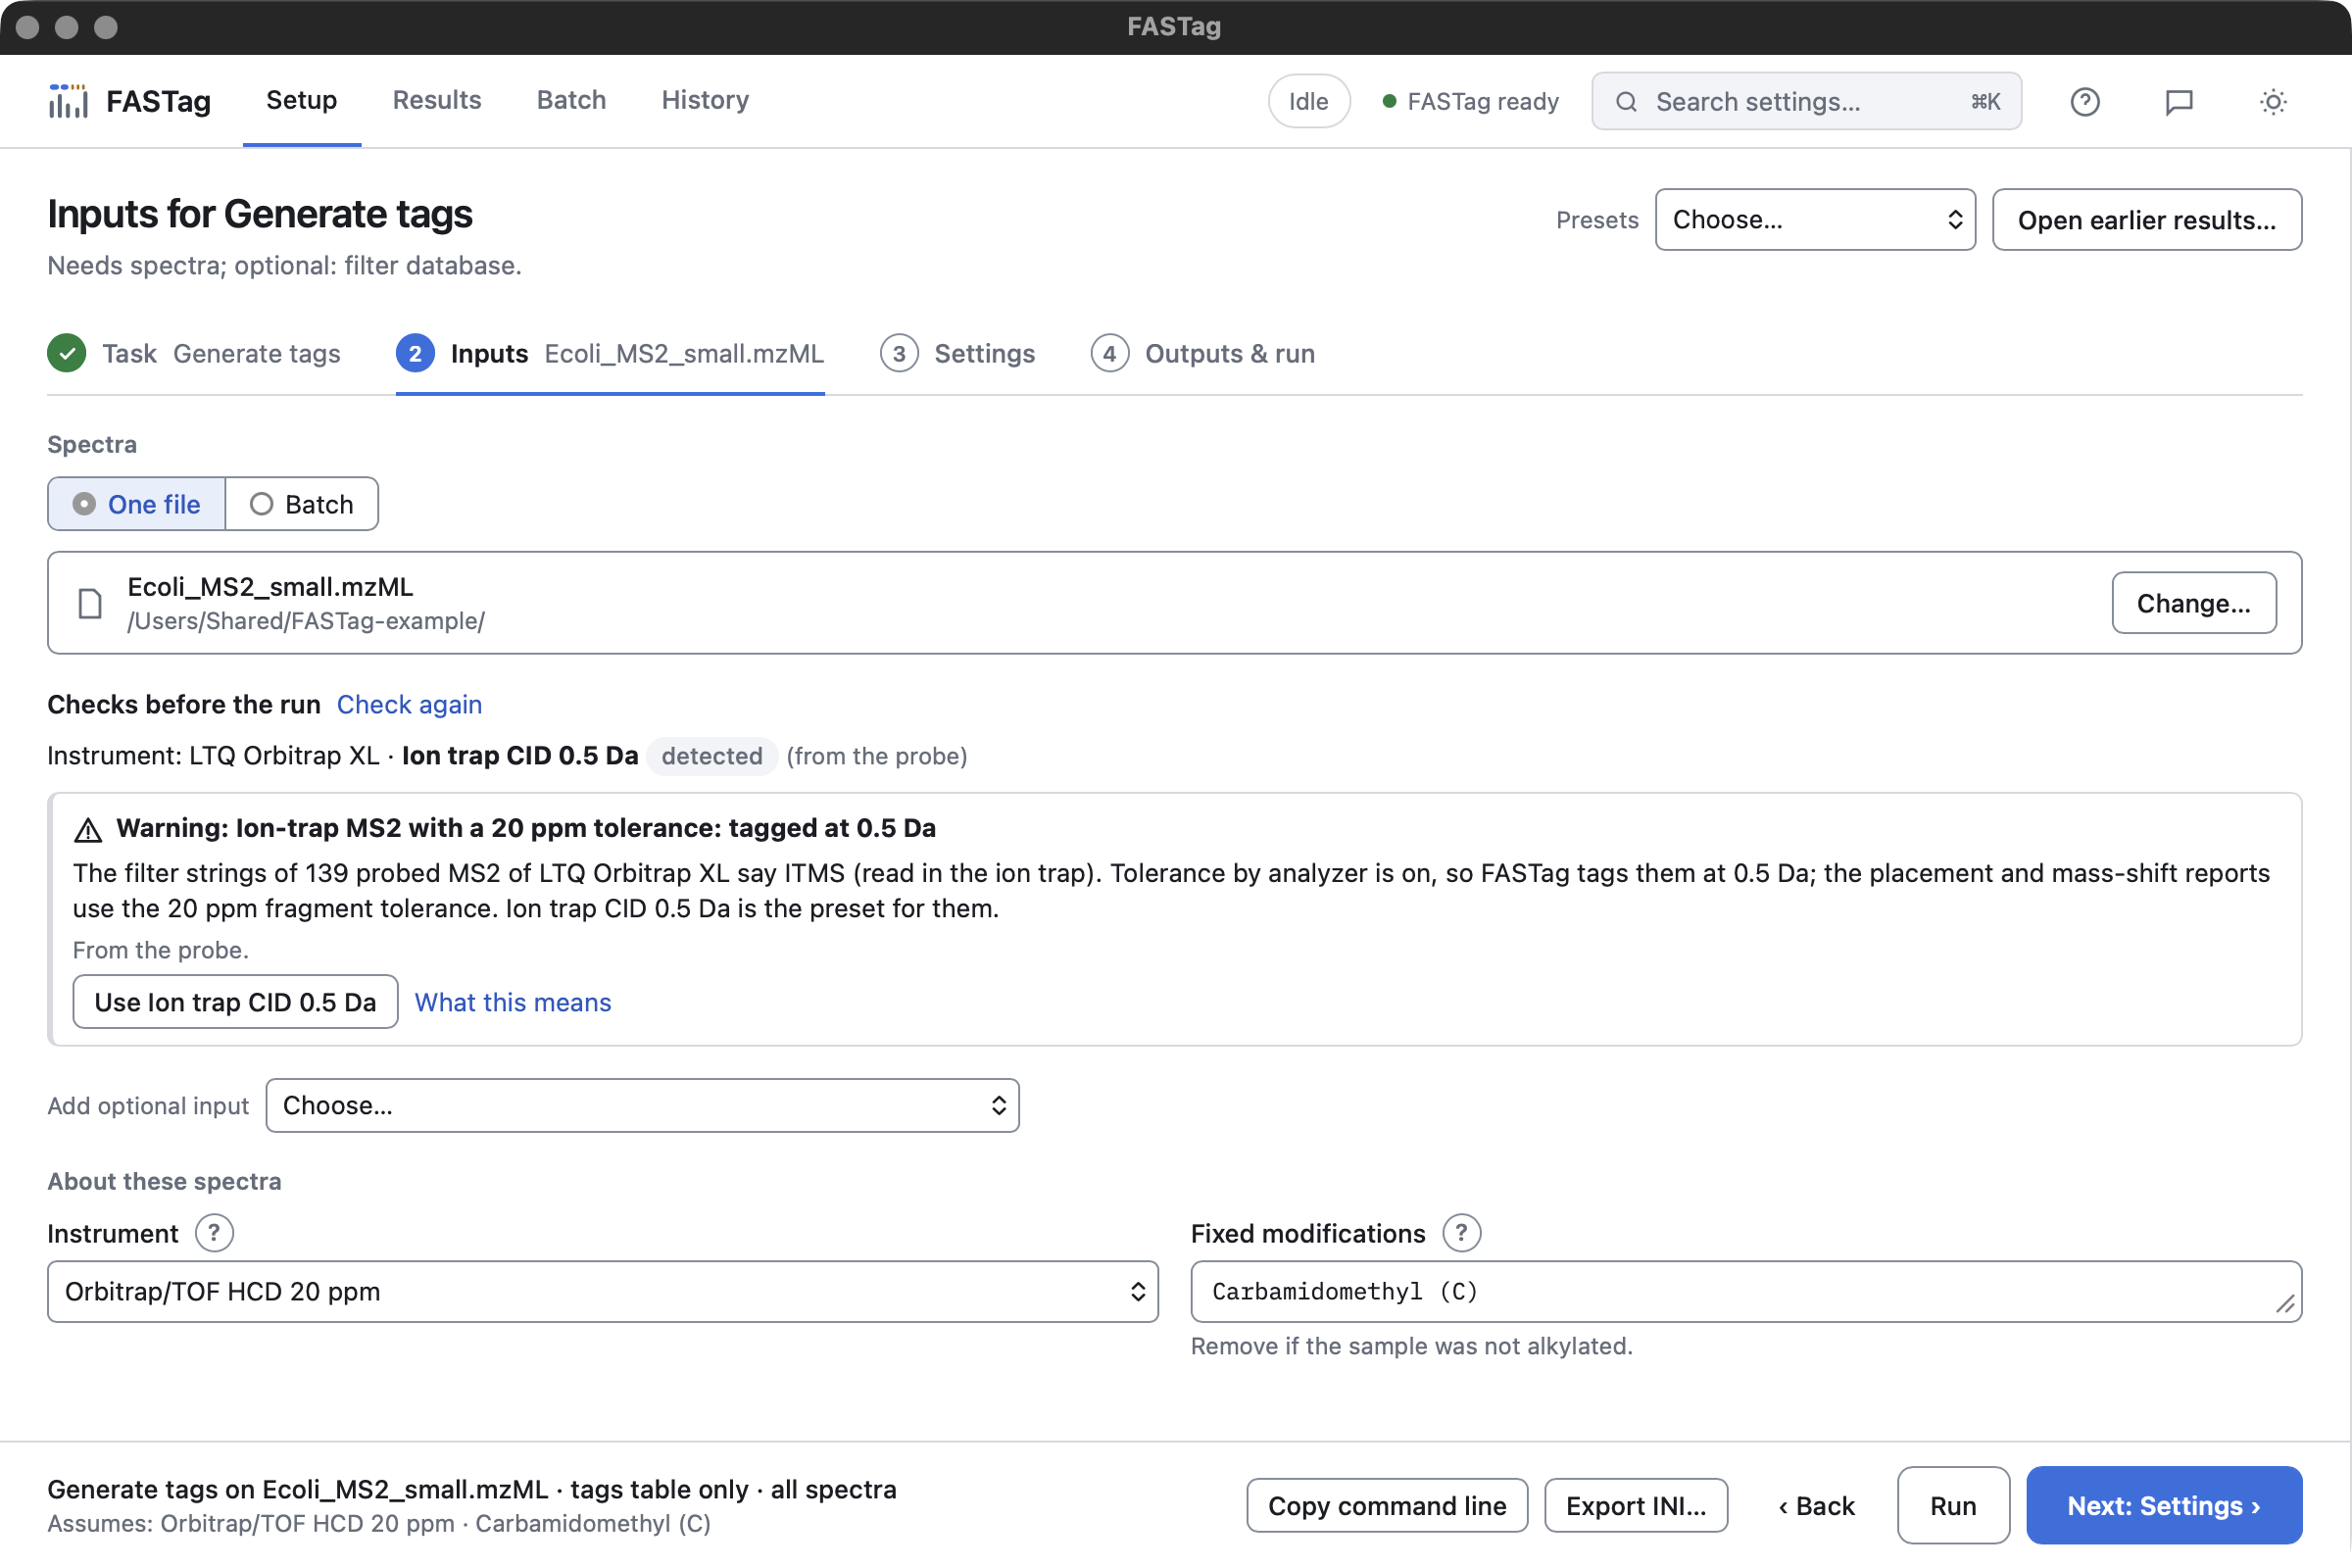 FASTag
FASTag
Setup
Results
Batch
History
Idle
FASTag ready
Search settings...
⌘K
Inputs for Generate tags
Needs spectra; optional: filter database.
Presets
Choose...
Open earlier results...
Task Generate tags
2 Inputs Ecoli_MS2_small.mzML
3 Settings
4 Outputs & run
Spectra
One file
Batch
Ecoli_MS2_small.mzML
/Users/Shared/FASTag-example/
Change...
Checks before the run Check again
Instrument: LTQ Orbitrap XL · Ion trap CID 0.5 Da detected (from the probe)
Warning: Ion-trap MS2 with a 20 ppm tolerance: tagged at 0.5 Da
The filter strings of 139 probed MS2 of LTQ Orbitrap XL say ITMS (read in the ion trap). Tolerance by analyzer is on, so FASTag tags them at 0.5 Da; the placement and mass-shift reports
use the 20 ppm fragment tolerance. Ion trap CID 0.5 Da is the preset for them.
From the probe.
Use Ion trap CID 0.5 Da
What this means
Add optional input
Choose...
About these spectra
Instrument ?
Orbitrap/TOF HCD 20 ppm
Fixed modifications ?
Carbamidomethyl (C)
Remove if the sample was not alkylated.
Generate tags on Ecoli_MS2_small.mzML · tags table only · all spectra
Assumes: Orbitrap/TOF HCD 20 ppm · Carbamidomethyl (C)
Copy command line
Export INI...
‹ Back
Run
Next: Settings ›